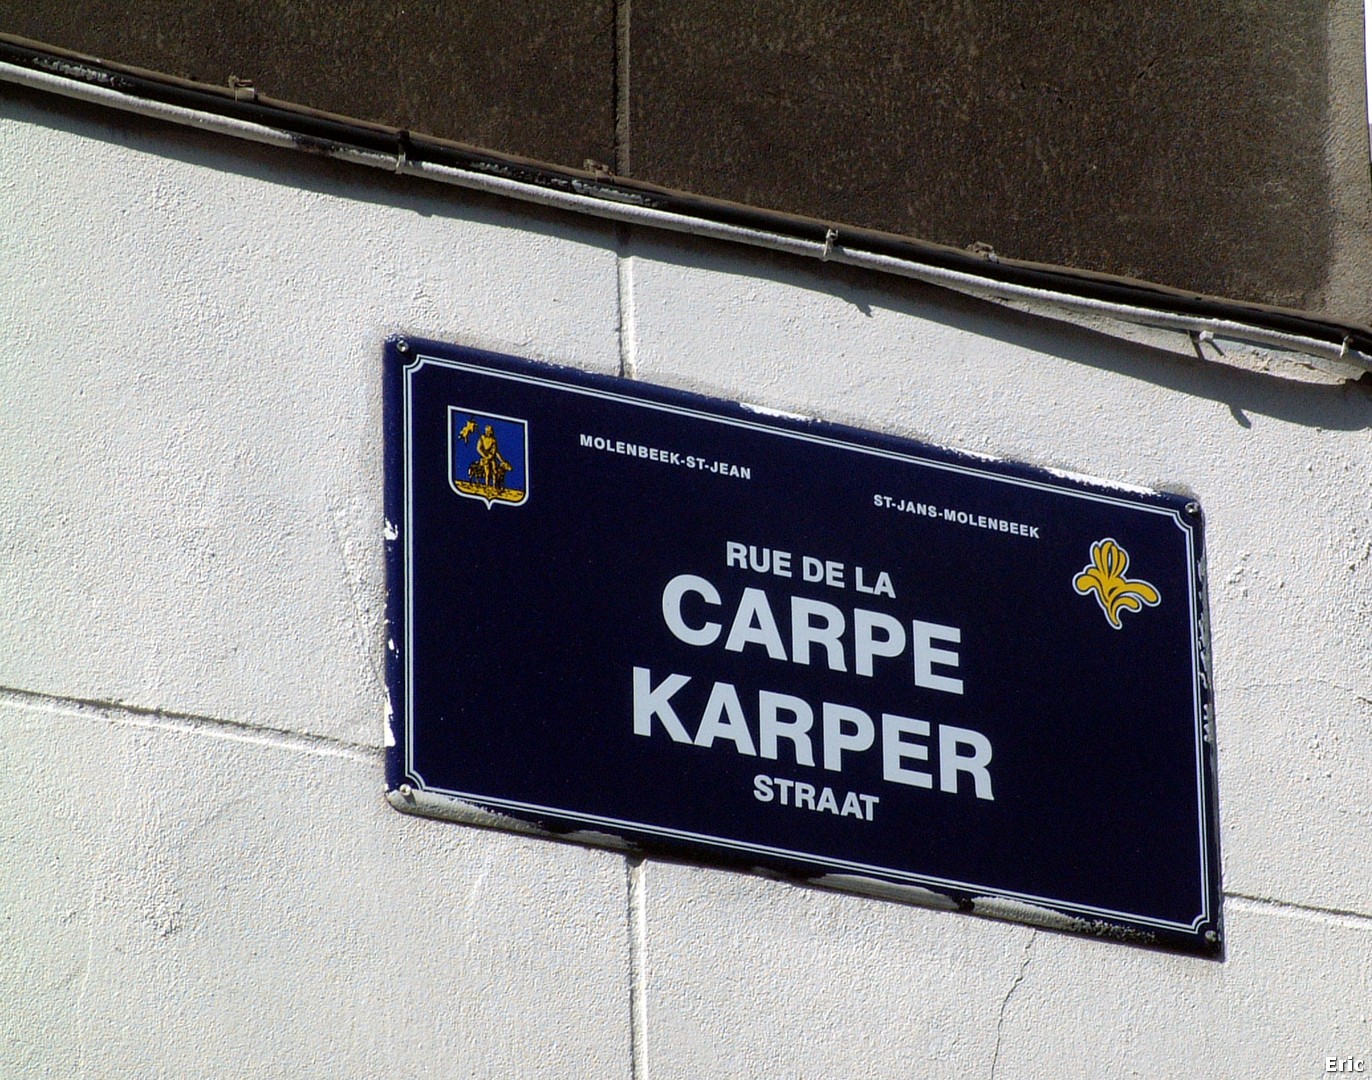 MOLENBEEK-ST-JEAN
ST-JANS-MOLENBEEK
RUE DE LA
CARPE
KARPER
STRAAT
Eric